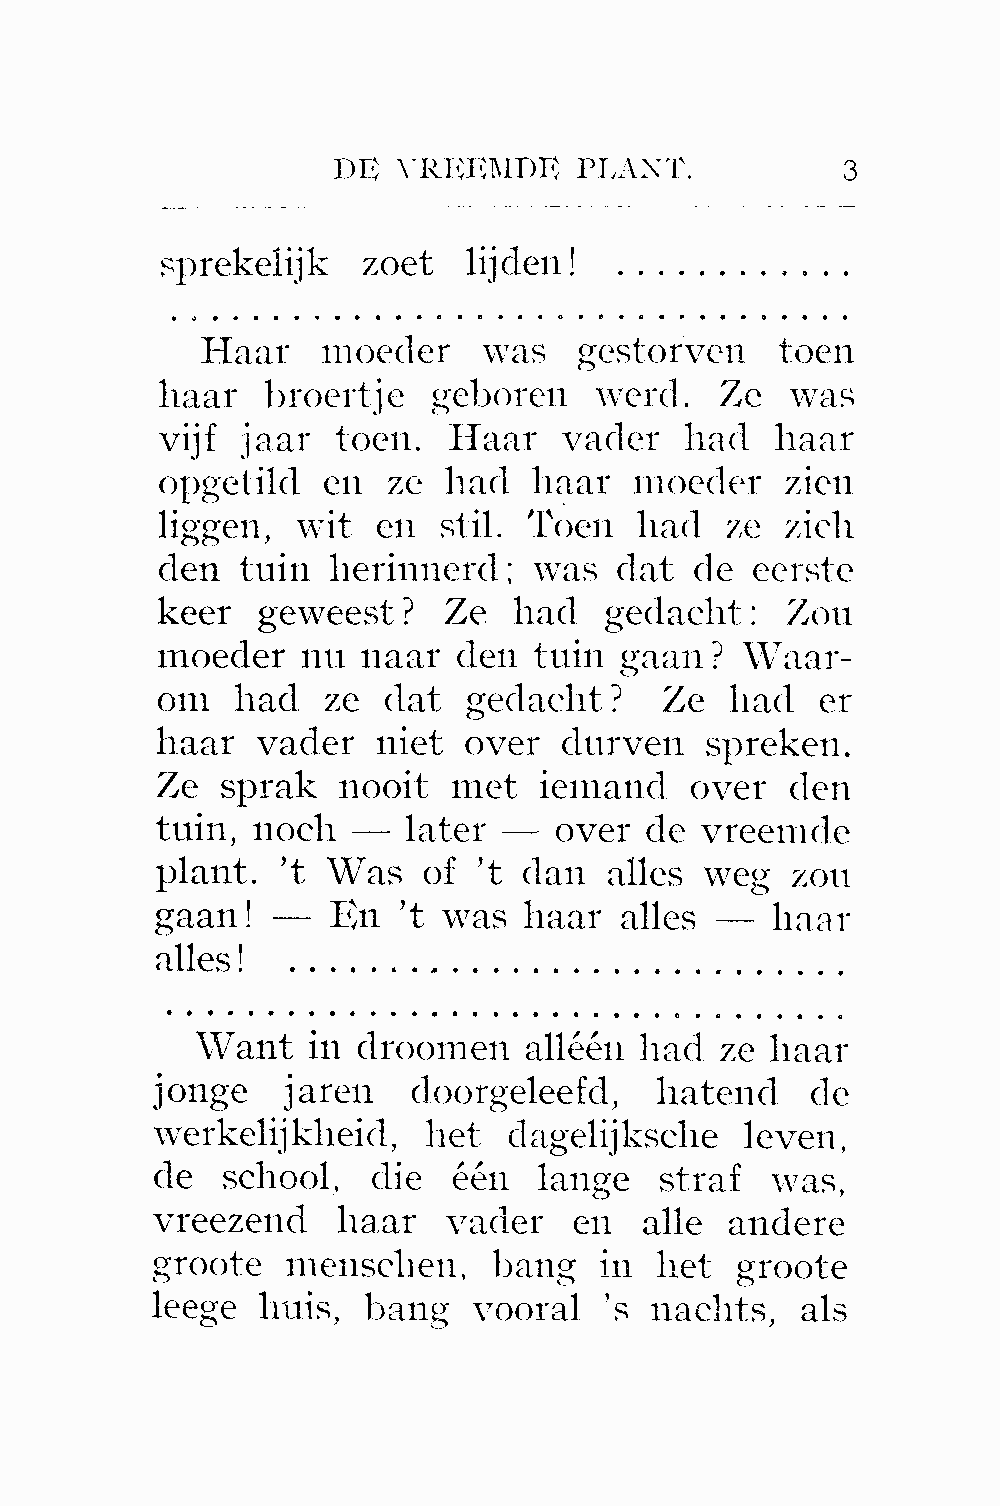 DE VREEMDE PLANT. 3
sprekelijk zoet lijden! . . . . . . . . . . . .
. . . . . . . . . . . . . . . . . . . . . . . . . . . . . . . . . .
Haar moeder was gestorven toen
haar broertje geboren werd. Ze was
vijf jaar toen. Haar vader had haar
opgetild en ze had haar moeder zien
liggen, wit en stil. Toen had ze zich
den tuin herinnerd; was dat de eerste
keer geweest? Ze had gedacht: Zou
moeder nu naar den tuin gaan? Waar-
om had ze dat gedacht? Ze had er
haar vader niet over durven spreken.
Ze sprak nooit met iemand over den
tuin, noch — later — over de vreemde
plant. 't Was of 't dan alles weg zou
gaan! — En 't was haar alles — haar
alles! . . . . . . . . . . . . . . . . . . . . . . . . . . . .
. . . . . . . . . . . . . . . . . . . . . . . . . . . . . . . . . .
Want in droomen alléén had ze haar
jonge jaren doorgeleefd, hatend de
werkelijkheid, het dagelijksche leven,
de school, die één lange straf was,
vreezend haar vader en alle andere
groote menschen, bang in het groote
leege huis, bang vooral 's nachts, als